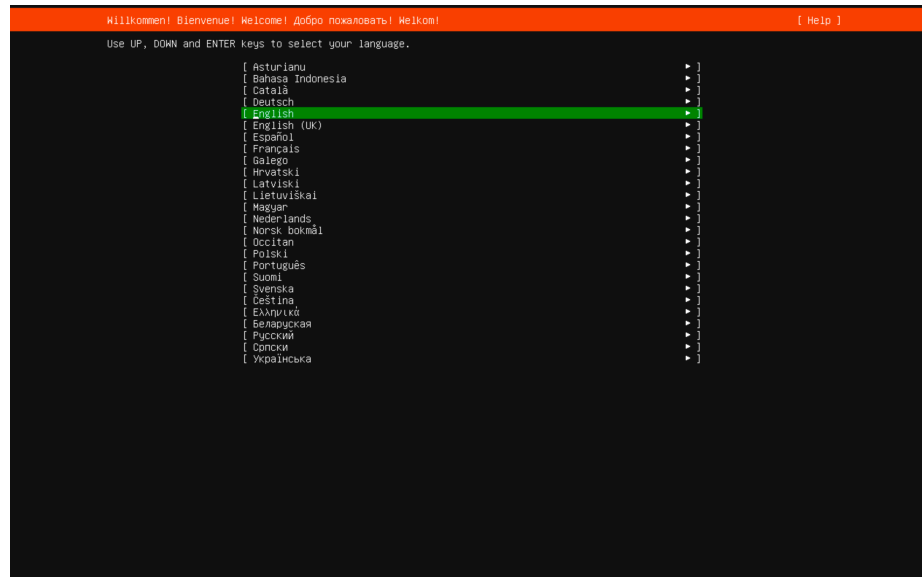 Willkommen! Bienvenue! Welcome! Добро пожаловать! Welkom! [ Help ]
Use UP, DOWN and ENTER keys to select your language.
[ Asturianu ► ]
[ Bahasa Indonesia ► ]
[ Català ► ]
[ Deutsch ► ]
[ English ► ]
[ English (UK) ► ]
[ Español ► ]
[ Français ► ]
[ Galego ► ]
[ Hrvatski ► ]
[ Latviski ► ]
[ Lietuviškai ► ]
[ Magyar ► ]
[ Nederlands ► ]
[ Norsk bokmål ► ]
[ Occitan ► ]
[ Polski ► ]
[ Português ► ]
[ Suomi ► ]
[ Svenska ► ]
[ Čeština ► ]
[ Ελληνικά ► ]
[ Беларуская ► ]
[ Русский ► ]
[ Српски ► ]
[ Українська ► ]